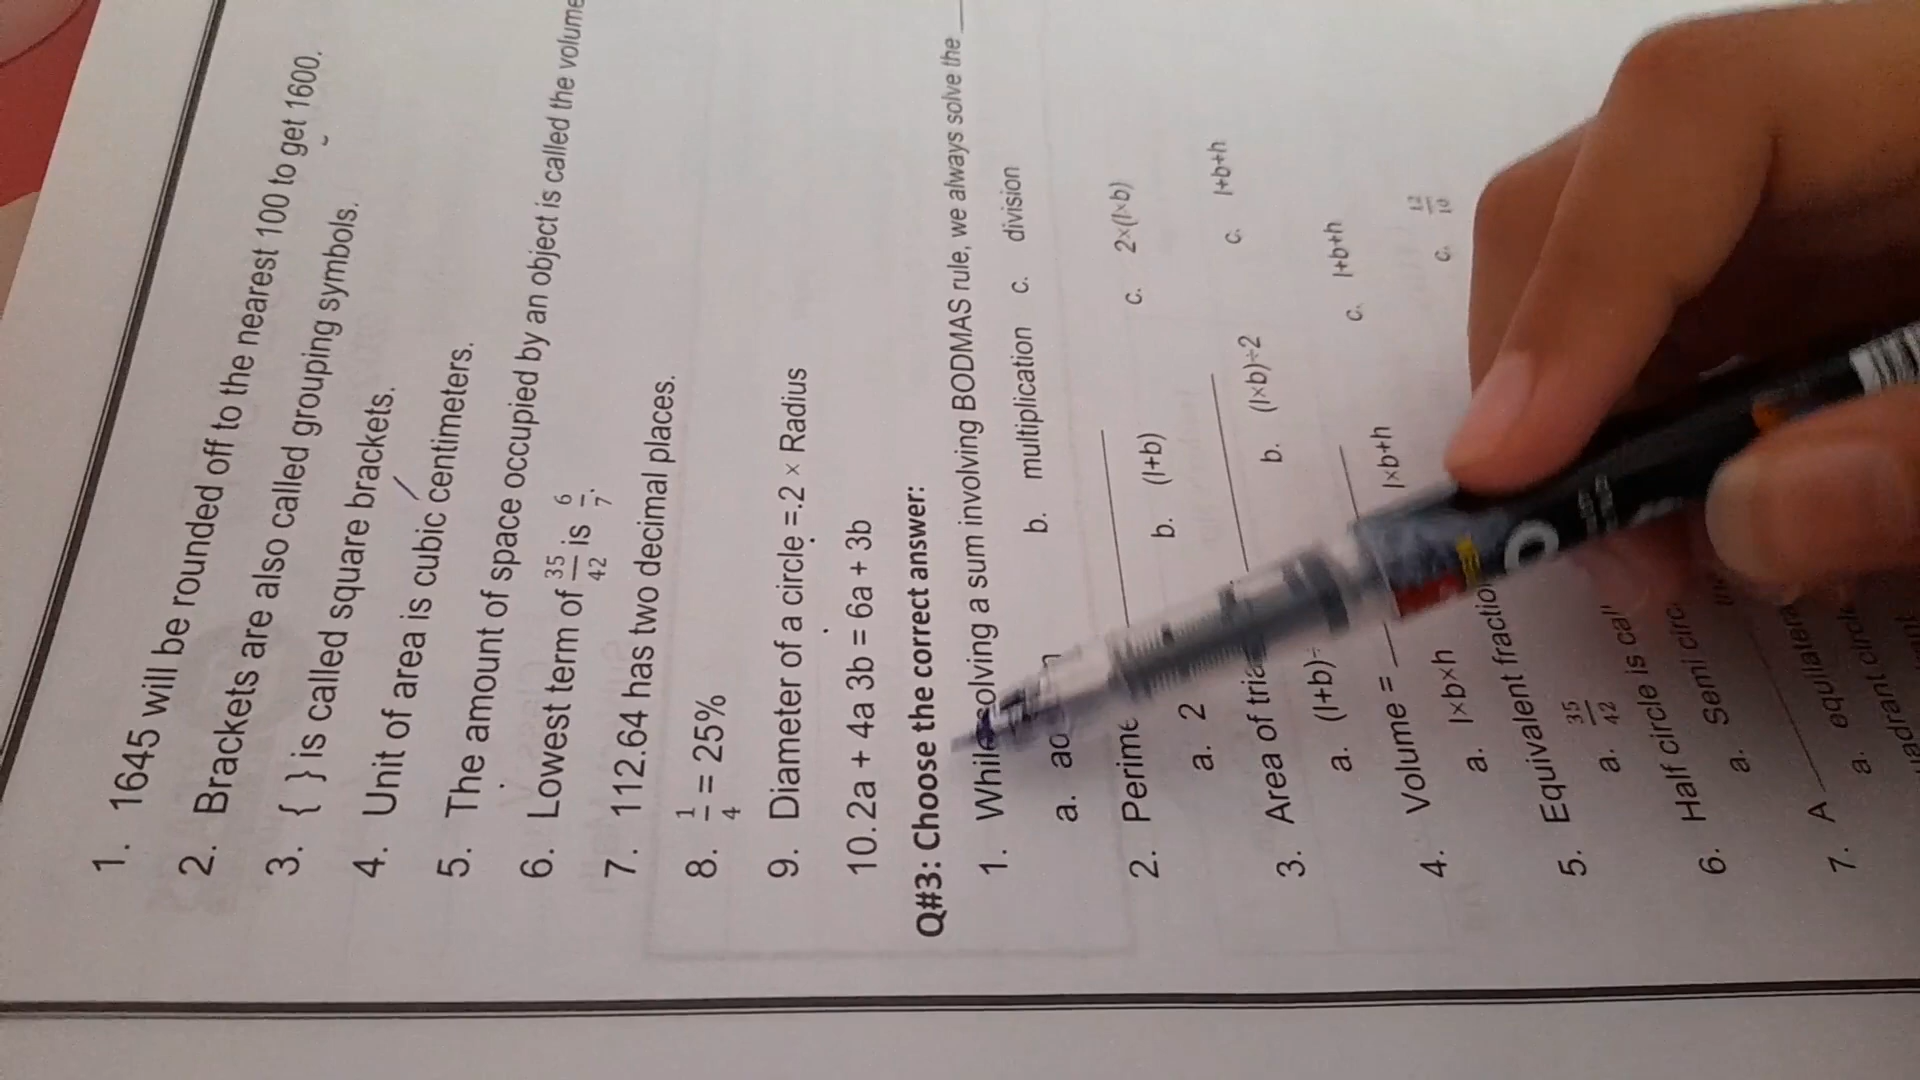 1. 1645 will be rounded off to the nearest 100 to get 1600.
2. Brackets are also called grouping symbols.
3. { } is called square brackets.
4. Unit of area is cubic centimeters.
5. The amount of space occupied by an object is called the volume
6. Lowest term of 35/42 is 6/7.
7. 112.64 has two decimal places.
8. 1/4 = 25%
9. Diameter of a circle = 2 × Radius
10. 2a + 4a 3b = 6a + 3b
Q#3: Choose the correct answer:
1. While solving a sum involving BODMAS rule, we always solve the
a. b. multiplication c. division
2.
a. 2 b. (l+b) c. 2×(l×b)
3. Area of
a. (l+b)÷ b. (l×b)÷2 c. l+b+h
4. Volume =
a. l×b×h l×b+h c. l+b+h
5. Equivalent
a. 35/42 c. 12/10
6. Half circle is
a. Semi
7. A
a.